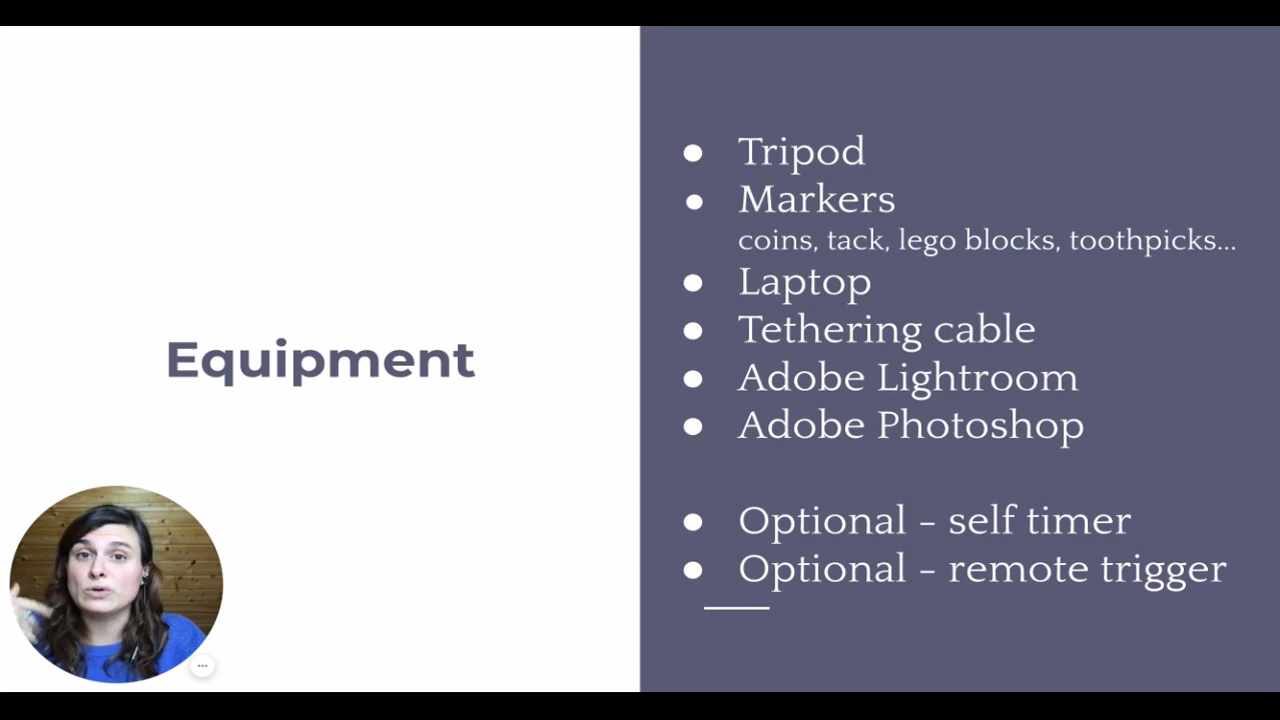 Equipment
● Tripod
● Markers
coins, tack, lego blocks, toothpicks...
● Laptop
● Tethering cable
● Adobe Lightroom
● Adobe Photoshop
● Optional - self timer
● Optional - remote trigger